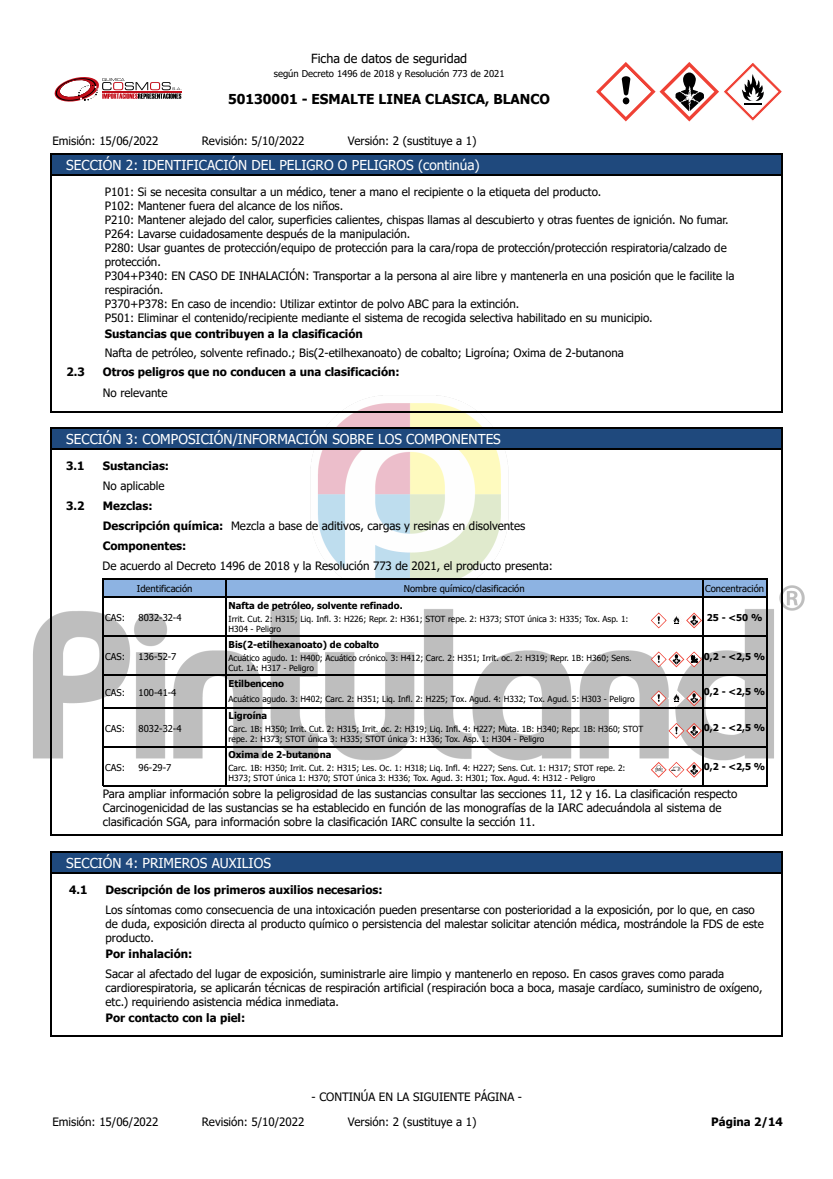 Ficha de datos de seguridad
según Decreto 1496 de 2018 y Resolución 773 de 2021
QUIMICA
COSMOS S.A.
IMPORTACIONESREPRESENTACIONES
50130001 - ESMALTE LINEA CLASICA, BLANCO
Emisión: 15/06/2022 Revisión: 5/10/2022 Versión: 2 (sustituye a 1)
SECCIÓN 2: IDENTIFICACIÓN DEL PELIGRO O PELIGROS (continúa)
P101: Si se necesita consultar a un médico, tener a mano el recipiente o la etiqueta del producto.
P102: Mantener fuera del alcance de los niños.
P210: Mantener alejado del calor, superficies calientes, chispas llamas al descubierto y otras fuentes de ignición. No fumar.
P264: Lavarse cuidadosamente después de la manipulación.
P280: Usar guantes de protección/equipo de protección para la cara/ropa de protección/protección respiratoria/calzado de
protección.
P304+P340: EN CASO DE INHALACIÓN: Transportar a la persona al aire libre y mantenerla en una posición que le facilite la
respiración.
P370+P378: En caso de incendio: Utilizar extintor de polvo ABC para la extinción.
P501: Eliminar el contenido/recipiente mediante el sistema de recogida selectiva habilitado en su municipio.
Sustancias que contribuyen a la clasificación
Nafta de petróleo, solvente refinado.; Bis(2-etilhexanoato) de cobalto; Ligroína; Oxima de 2-butanona
2.3 Otros peligros que no conducen a una clasificación:
No relevante
SECCIÓN 3: COMPOSICIÓN/INFORMACIÓN SOBRE LOS COMPONENTES
3.1 Sustancias:
No aplicable
3.2 Mezclas:
Descripción química: Mezcla a base de aditivos, cargas y resinas en disolventes
Componentes:
De acuerdo al Decreto 1496 de 2018 y la Resolución 773 de 2021, el producto presenta:
Identificación Nombre químico/clasificación Concentración
Nafta de petróleo, solvente refinado.
CAS: 8032-32-4 Irrit. Cut. 2: H315; Liq. Infl. 3: H226; Repr. 2: H361; STOT repe. 2: H373; STOT única 3: H335; Tox. Asp. 1: 25 - <50 %
H304 - Peligro
Bis(2-etilhexanoato) de cobalto
CAS: 136-52-7 Acuático agudo. 1: H400; Acuático crónico. 3: H412; Carc. 2: H351; Irrit. oc. 2: H319; Repr. 1B: H360; Sens. 0,2 - <2,5 %
Cut. 1A: H317 - Peligro
Etilbenceno
CAS: 100-41-4 Acuático agudo. 3: H402; Carc. 2: H351; Liq. Infl. 2: H225; Tox. Agud. 4: H332; Tox. Agud. 5: H303 - Peligro 0,2 - <2,5 %
Ligroína
CAS: 8032-32-4 Carc. 1B: H350; Irrit. Cut. 2: H315; Irrit. oc. 2: H319; Liq. Infl. 4: H227; Muta. 1B: H340; Repr. 1B: H360; STOT 0,2 - <2,5 %
repe. 2: H373; STOT única 3: H335; STOT única 3: H336; Tox. Asp. 1: H304 - Peligro
Oxima de 2-butanona
CAS: 96-29-7 Carc. 1B: H350; Irrit. Cut. 2: H315; Les. Oc. 1: H318; Liq. Infl. 4: H227; Sens. Cut. 1: H317; STOT repe. 2: 0,2 - <2,5 %
H373; STOT única 1: H370; STOT única 3: H336; Tox. Agud. 3: H301; Tox. Agud. 4: H312 - Peligro
Pintuland®
Para ampliar información sobre la peligrosidad de las sustancias consultar las secciones 11, 12 y 16. La clasificación respecto
Carcinogenicidad de las sustancias se ha establecido en función de las monografías de la IARC adecuándola al sistema de
clasificación SGA, para información sobre la clasificación IARC consulte la sección 11.
SECCIÓN 4: PRIMEROS AUXILIOS
4.1 Descripción de los primeros auxilios necesarios:
Los síntomas como consecuencia de una intoxicación pueden presentarse con posterioridad a la exposición, por lo que, en caso
de duda, exposición directa al producto químico o persistencia del malestar solicitar atención médica, mostrándole la FDS de este
producto.
Por inhalación:
Sacar al afectado del lugar de exposición, suministrarle aire limpio y mantenerlo en reposo. En casos graves como parada
cardiorespiratoria, se aplicarán técnicas de respiración artificial (respiración boca a boca, masaje cardíaco, suministro de oxígeno,
etc.) requiriendo asistencia médica inmediata.
Por contacto con la piel:
- CONTINÚA EN LA SIGUIENTE PÁGINA -
Emisión: 15/06/2022 Revisión: 5/10/2022 Versión: 2 (sustituye a 1) Página 2/14